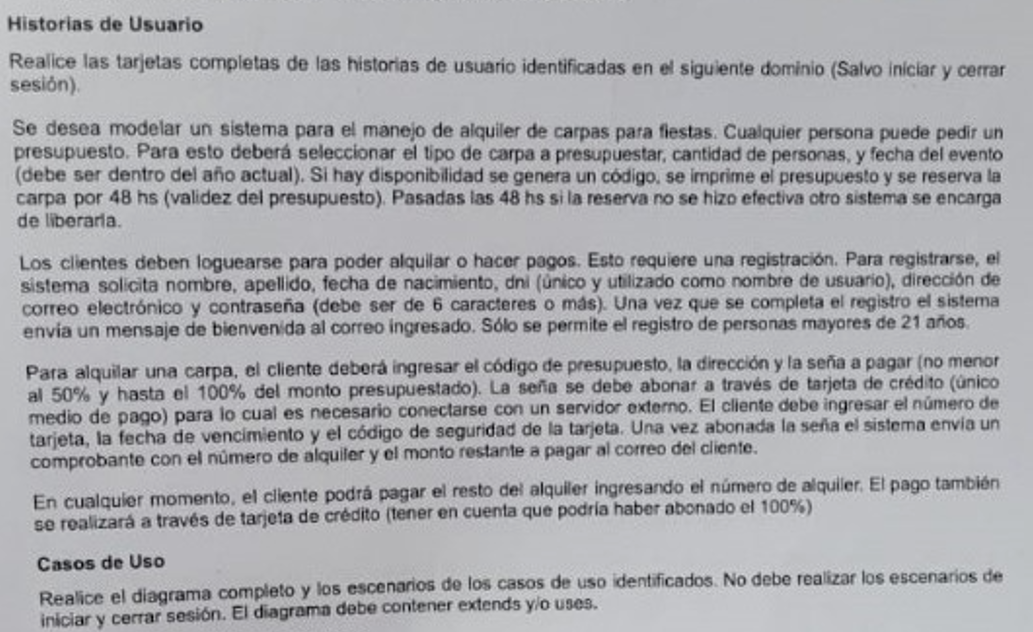 Historias de Usuario
Realice las tarjetas completas de las historias de usuario identificadas en el siguiente dominio (Salvo iniciar y cerrar
sesión).
Se desea modelar un sistema para el manejo de alquiler de carpas para fiestas. Cualquier persona puede pedir un
presupuesto. Para esto deberá seleccionar el tipo de carpa a presupuestar, cantidad de personas, y fecha del evento
(debe ser dentro del año actual). Si hay disponibilidad se genera un código, se imprime el presupuesto y se reserva la
carpa por 48 hs (validez del presupuesto). Pasadas las 48 hs si la reserva no se hizo efectiva otro sistema se encarga
de liberarla.
Los clientes deben loguearse para poder alquilar o hacer pagos. Esto requiere una registración. Para registrarse, el
sistema solicita nombre, apellido, fecha de nacimiento, dni (único y utilizado como nombre de usuario), dirección de
correo electrónico y contraseña (debe ser de 6 caracteres o más). Una vez que se completa el registro el sistema
envía un mensaje de bienvenida al correo ingresado. Sólo se permite el registro de personas mayores de 21 años.
Para alquilar una carpa, el cliente deberá ingresar el código de presupuesto, la dirección y la seña a pagar (no menor
al 50% y hasta el 100% del monto presupuestado). La seña se debe abonar a través de tarjeta de crédito (único
medio de pago) para lo cual es necesario conectarse con un servidor externo. El cliente debe ingresar el número de
tarjeta, la fecha de vencimiento y el código de seguridad de la tarjeta. Una vez abonada la seña el sistema envía un
comprobante con el número de alquiler y el monto restante a pagar al correo del cliente.
En cualquier momento, el cliente podrá pagar el resto del alquiler ingresando el número de alquiler. El pago también
se realizará a través de tarjeta de crédito (tener en cuenta que podría haber abonado el 100%)
Casos de Uso
Realice el diagrama completo y los escenarios de los casos de uso identificados. No debe realizar los escenarios de
iniciar y cerrar sesión. El diagrama debe contener extends y/o uses.